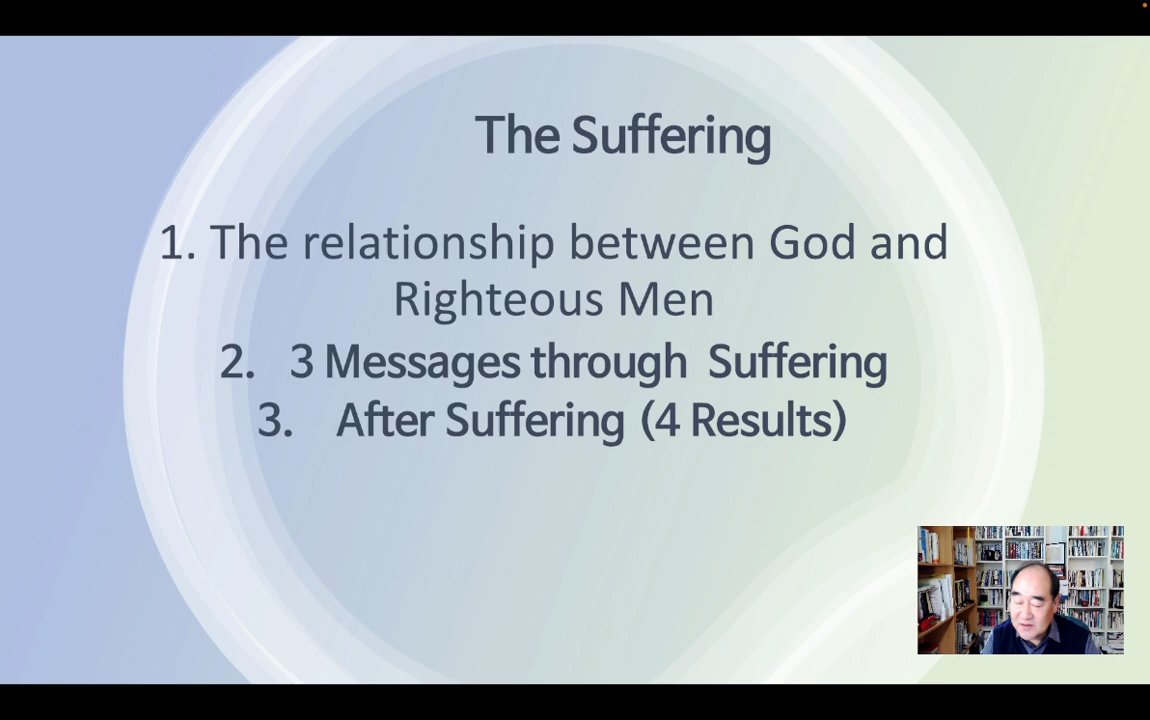 The Suffering
1. The relationship between God and
Righteous Men
2. 3 Messages through Suffering
3. After Suffering (4 Results)